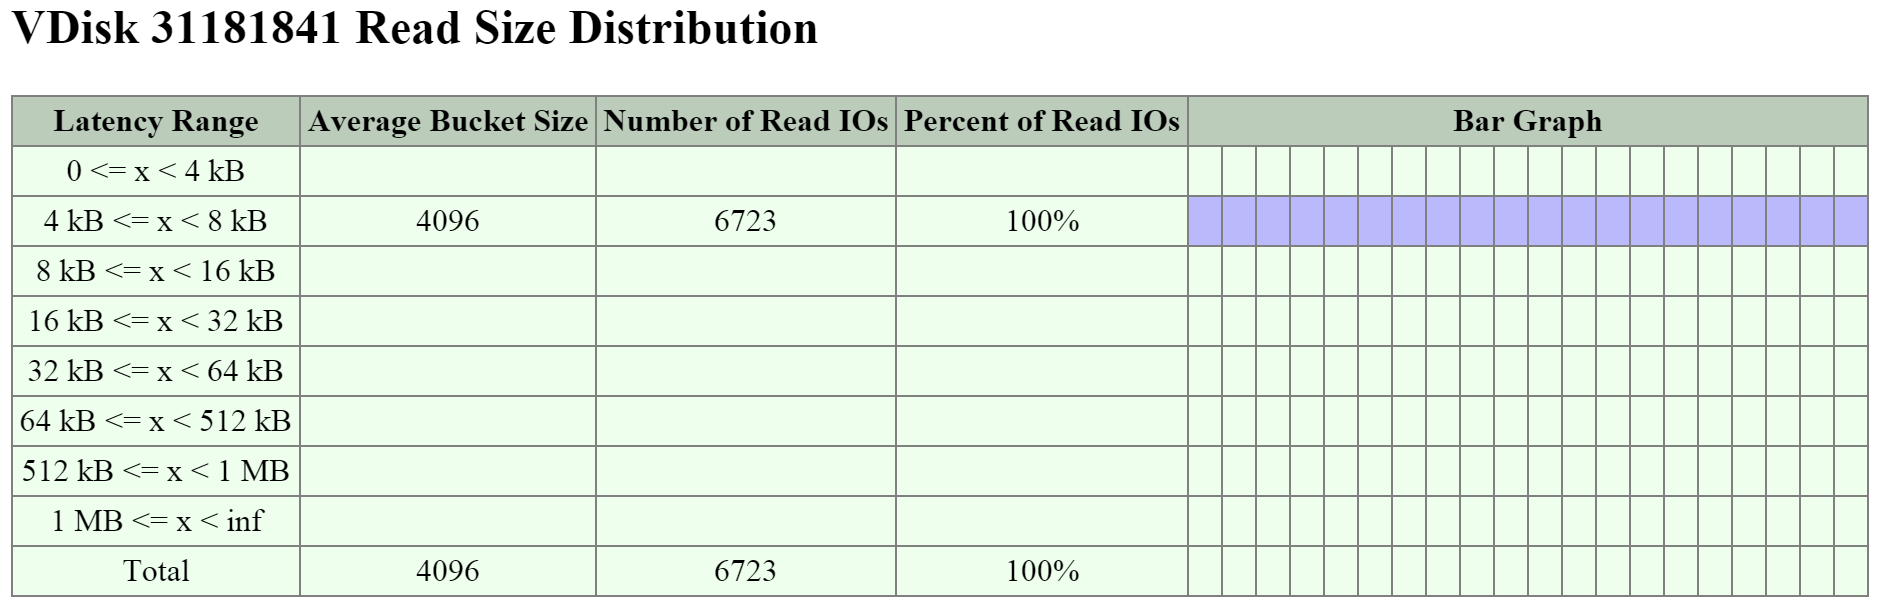 VDisk 31181841 Read Size Distribution
Latency Range Average Bucket Size Number of Read IOs Percent of Read IOs Bar Graph
0 <= x < 4 kB
4 kB <= x < 8 kB 4096 6723 100%
8 kB <= x < 16 kB
16 kB <= x < 32 kB
32 kB <= x < 64 kB
64 kB <= x < 512 kB
512 kB <= x < 1 MB
1 MB <= x < inf
Total 4096 6723 100%